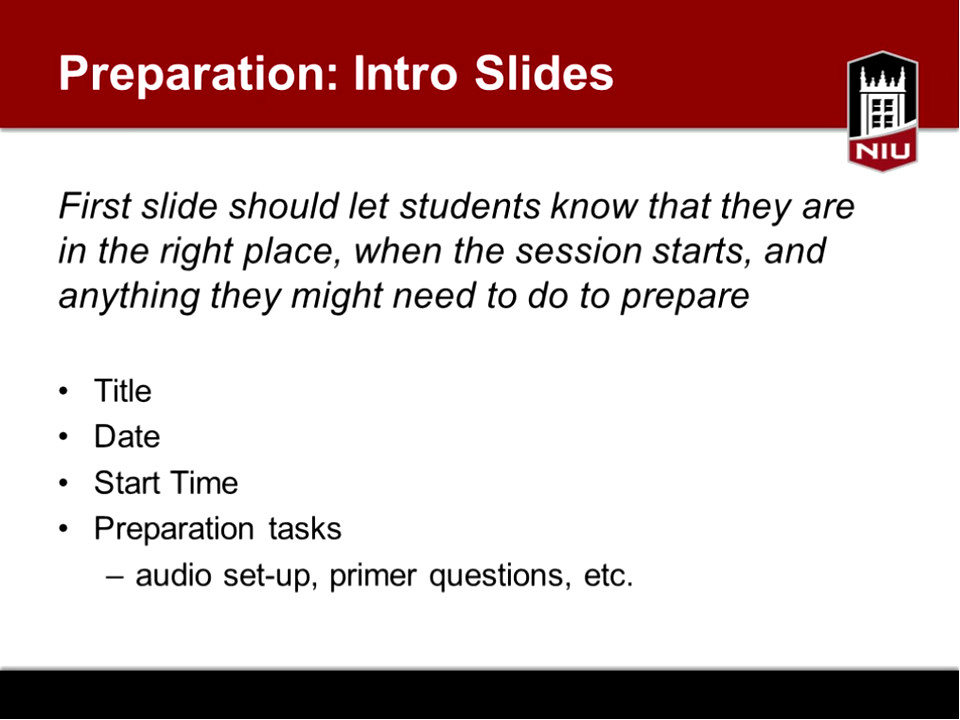 Preparation: Intro Slides
NIU
First slide should let students know that they are
in the right place, when the session starts, and
anything they might need to do to prepare
• Title
• Date
• Start Time
• Preparation tasks
– audio set-up, primer questions, etc.